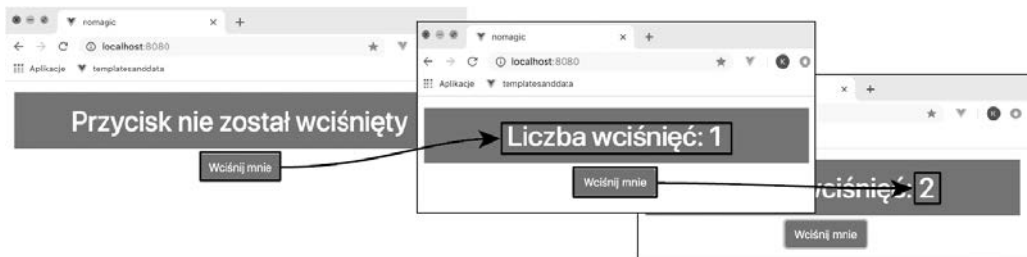 romagic × +
localhost:8080
Aplikacje templatesanddata
Przycisk nie został wciśnięty
Wciśnij mnie
nomagic × +
localhost:8080 K
Aplikacje templatesanddata
Liczba wciśnięć: 1
Wciśnij mnie
× +
K
wciśnięć: 2
Wciśnij mnie